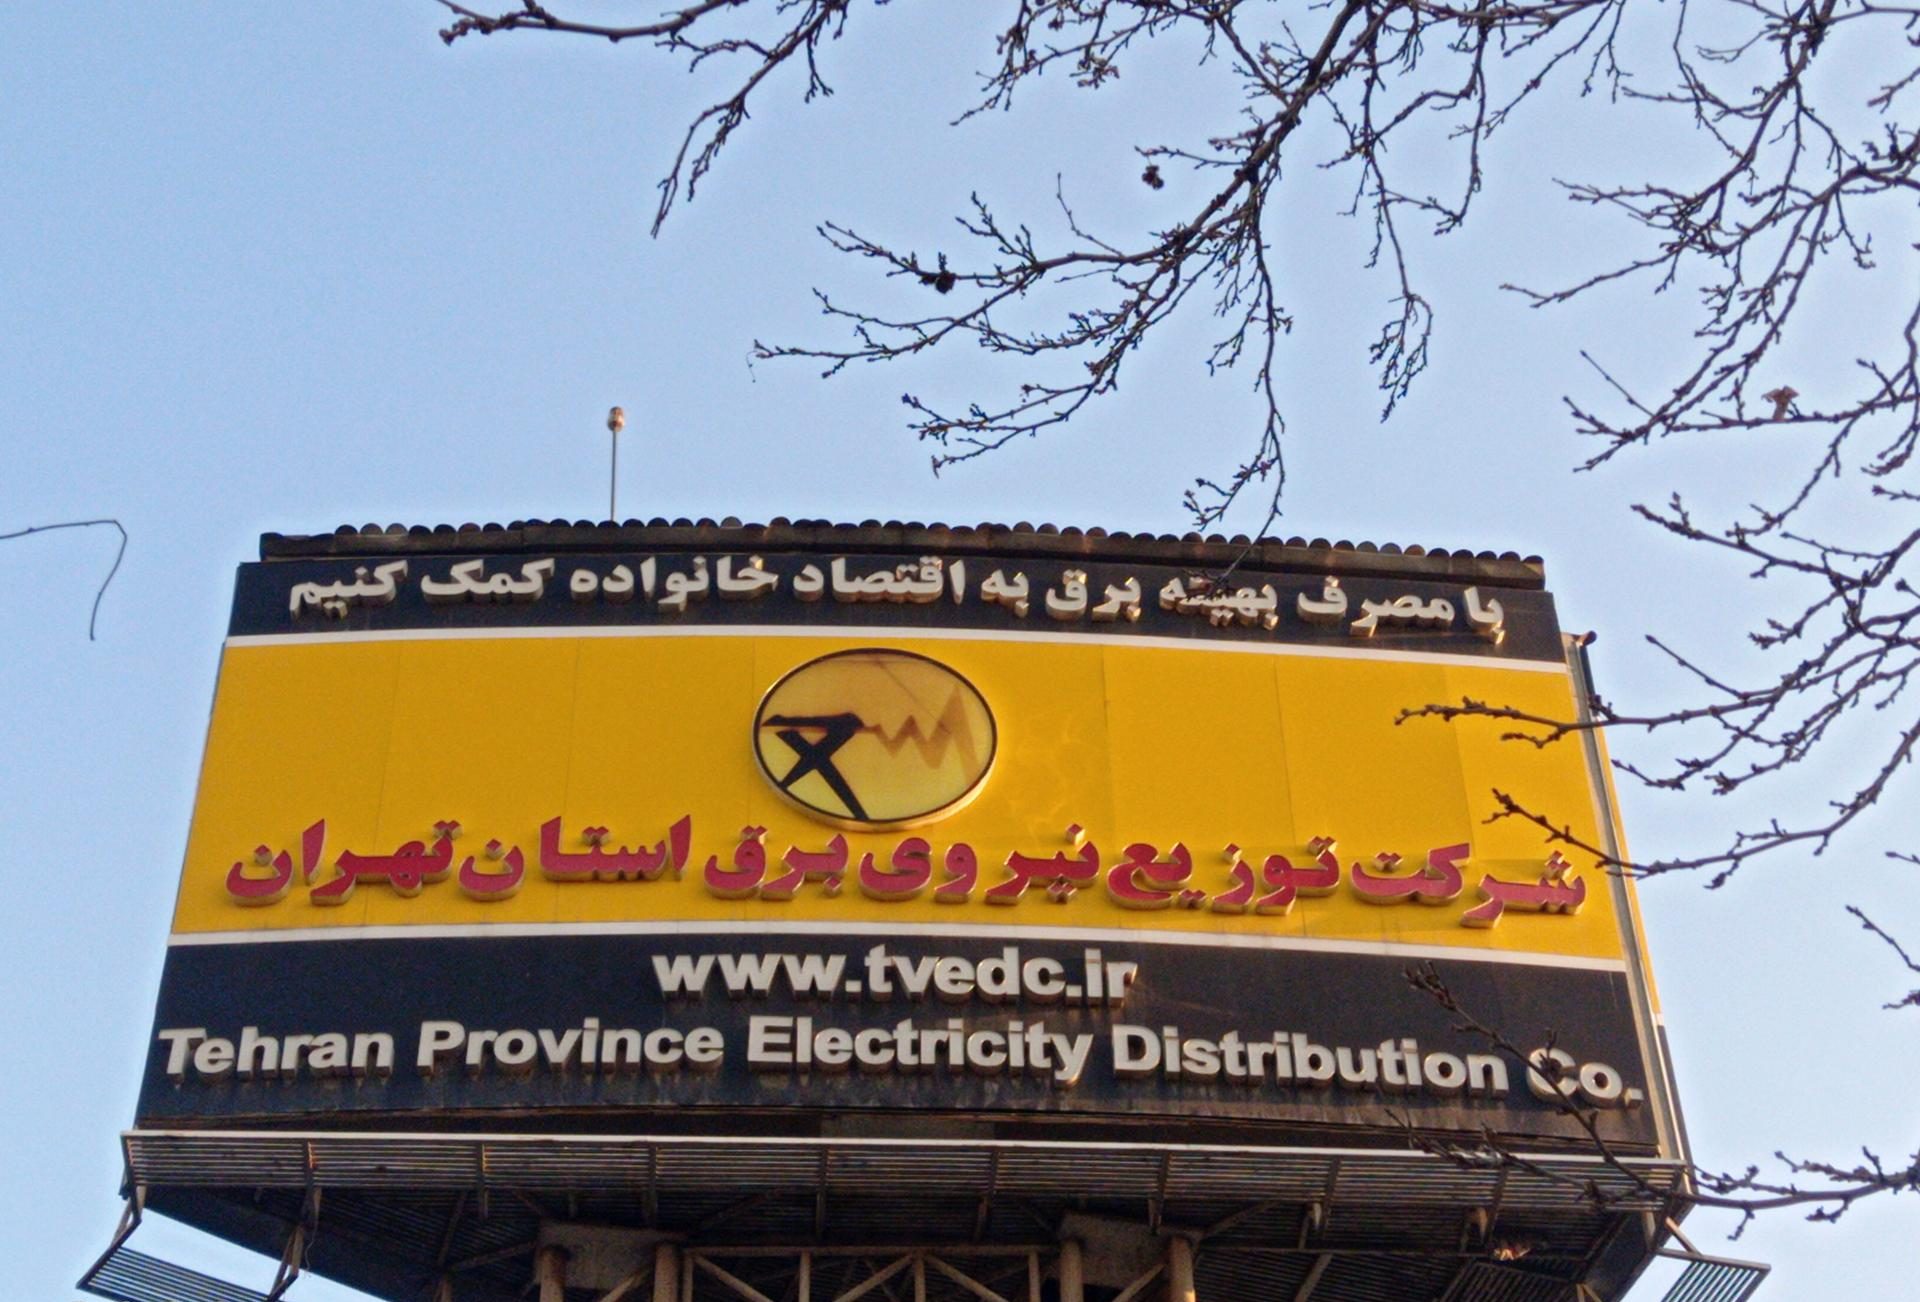 با مصرف بهینه برق به اقتصاد خانواده کمک کنیم
شرکت توزیع نیروی برق استان تهران
www.tvedc.ir
Tehran Province Electricity Distribution Co.